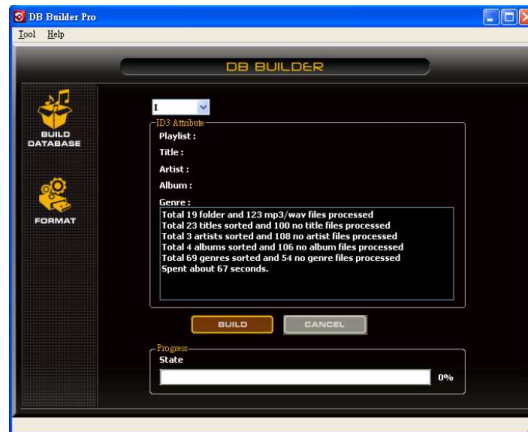 DB Builder Pro
Tool Help
DB BUILDER
I
BUILD
DATABASE
FORMAT
ID3 Attribute
Playlist :
Title :
Artist :
Album :
Genre :
Total 19 folder and 123 mp3/wav files processed
Total 23 titles sorted and 100 no title files processed
Total 3 artists sorted and 108 no artist files processed
Total 4 albums sorted and 106 no album files processed
Total 69 genres sorted and 54 no genre files processed
Spent about 67 seconds.
BUILD CANCEL
Progress
State
0%